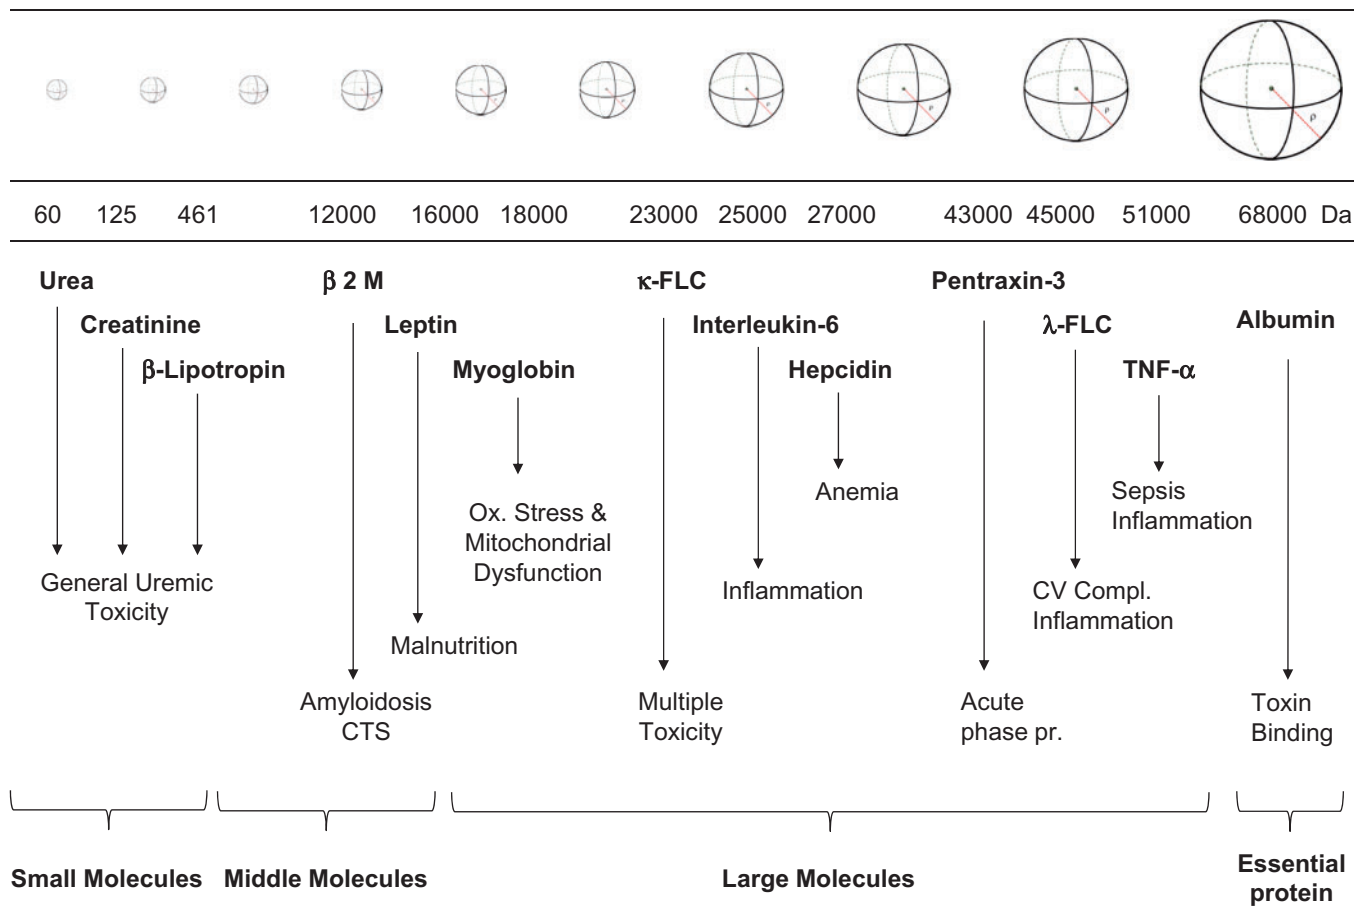 ρ ρ ρ
60 125 461 12000 16000 18000 23000 25000 27000 43000 45000 51000 68000 Da
Urea β 2 M κ-FLC Pentraxin-3
Creatinine Leptin Interleukin-6 λ-FLC Albumin
β-Lipotropin Myoglobin Hepcidin TNF-α
Anemia
Sepsis
Inflammation
Ox. Stress &
Mitochondrial
Dysfunction
General Uremic
Toxicity
Inflammation
CV Compl.
Inflammation
Malnutrition
Amyloidosis
CTS
Multiple
Toxicity
Acute
phase pr.
Toxin
Binding
Small Molecules Middle Molecules Large Molecules
Essential
protein